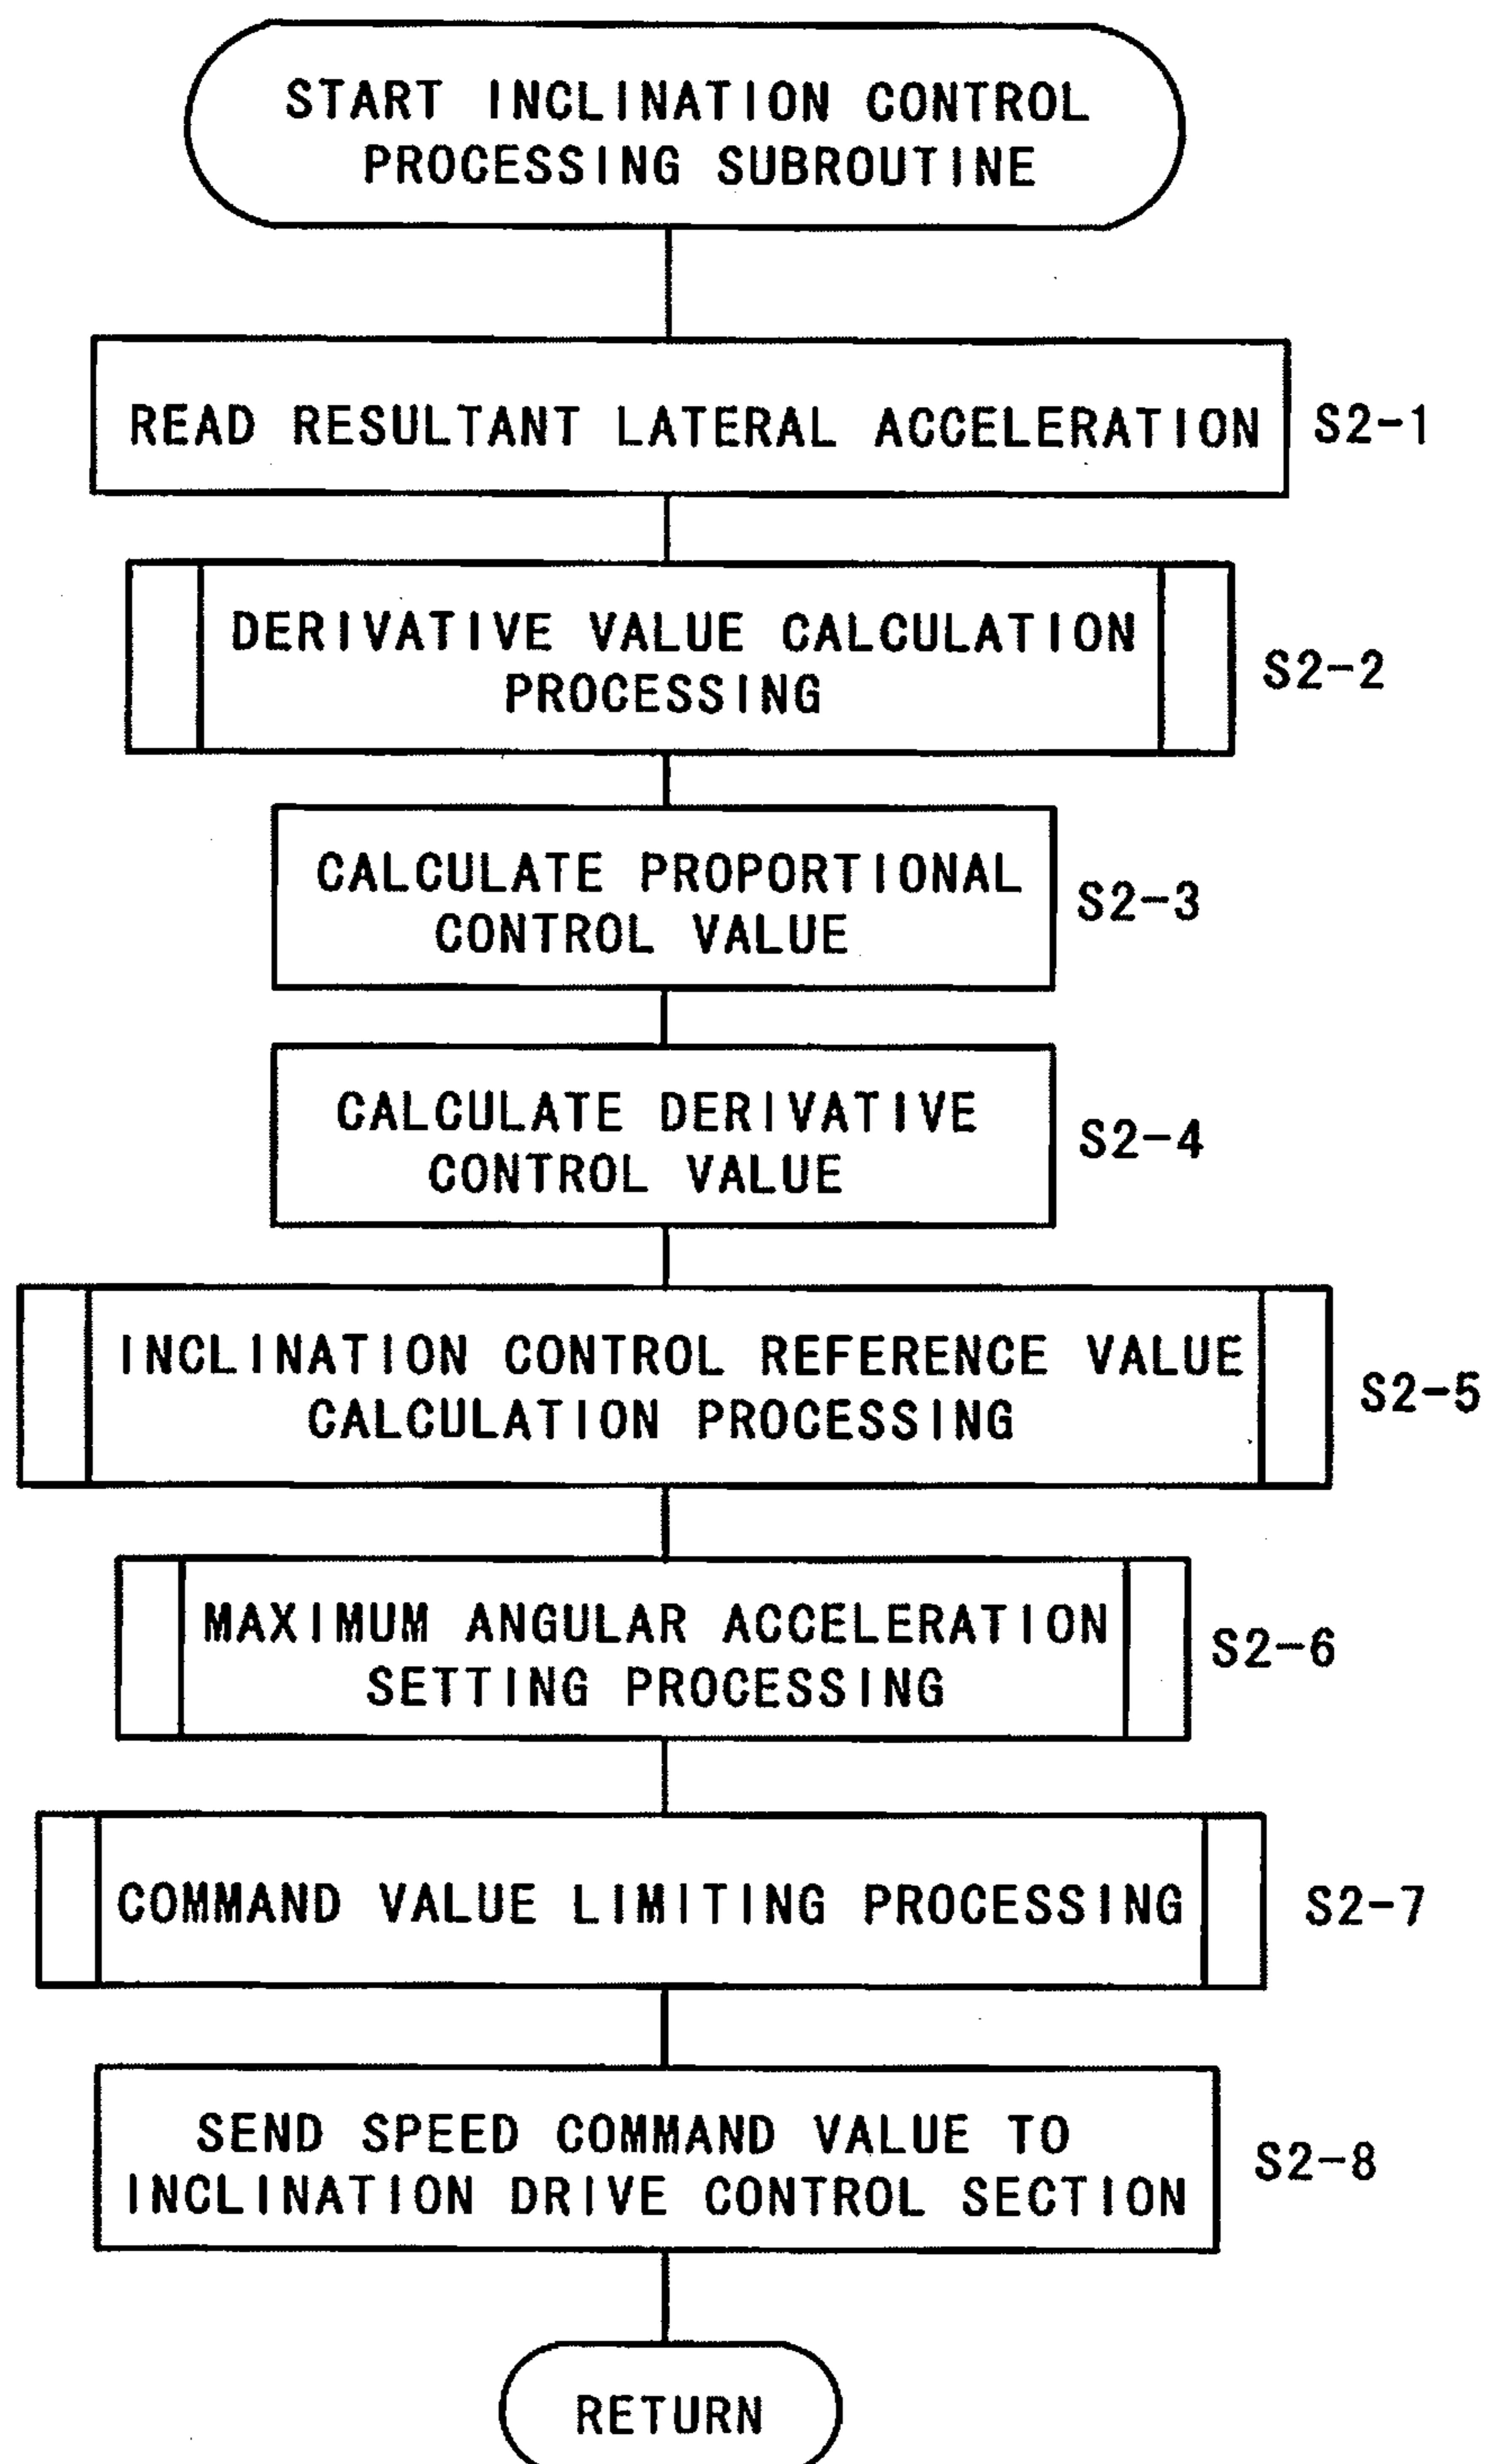 START INCLINATION CONTROL
PROCESSING SUBROUTINE
READ RESULTANT LATERAL ACCELERATION
S2-1
DERIVATIVE VALUE CALCULATION
PROCESSING
S2-2
CALCULATE PROPORTIONAL
CONTROL VALUE
S2-3
CALCULATE DERIVATIVE
CONTROL VALUE
S2-4
INCLINATION CONTROL REFERENCE VALUE
CALCULATION PROCESSING
S2-5
MAXIMUM ANGULAR ACCELERATION
SETTING PROCESSING
S2-6
COMMAND VALUE LIMITING PROCESSING
S2-7
SEND SPEED COMMAND VALUE TO
INCLINATION DRIVE CONTROL SECTION
S2-8
RETURN